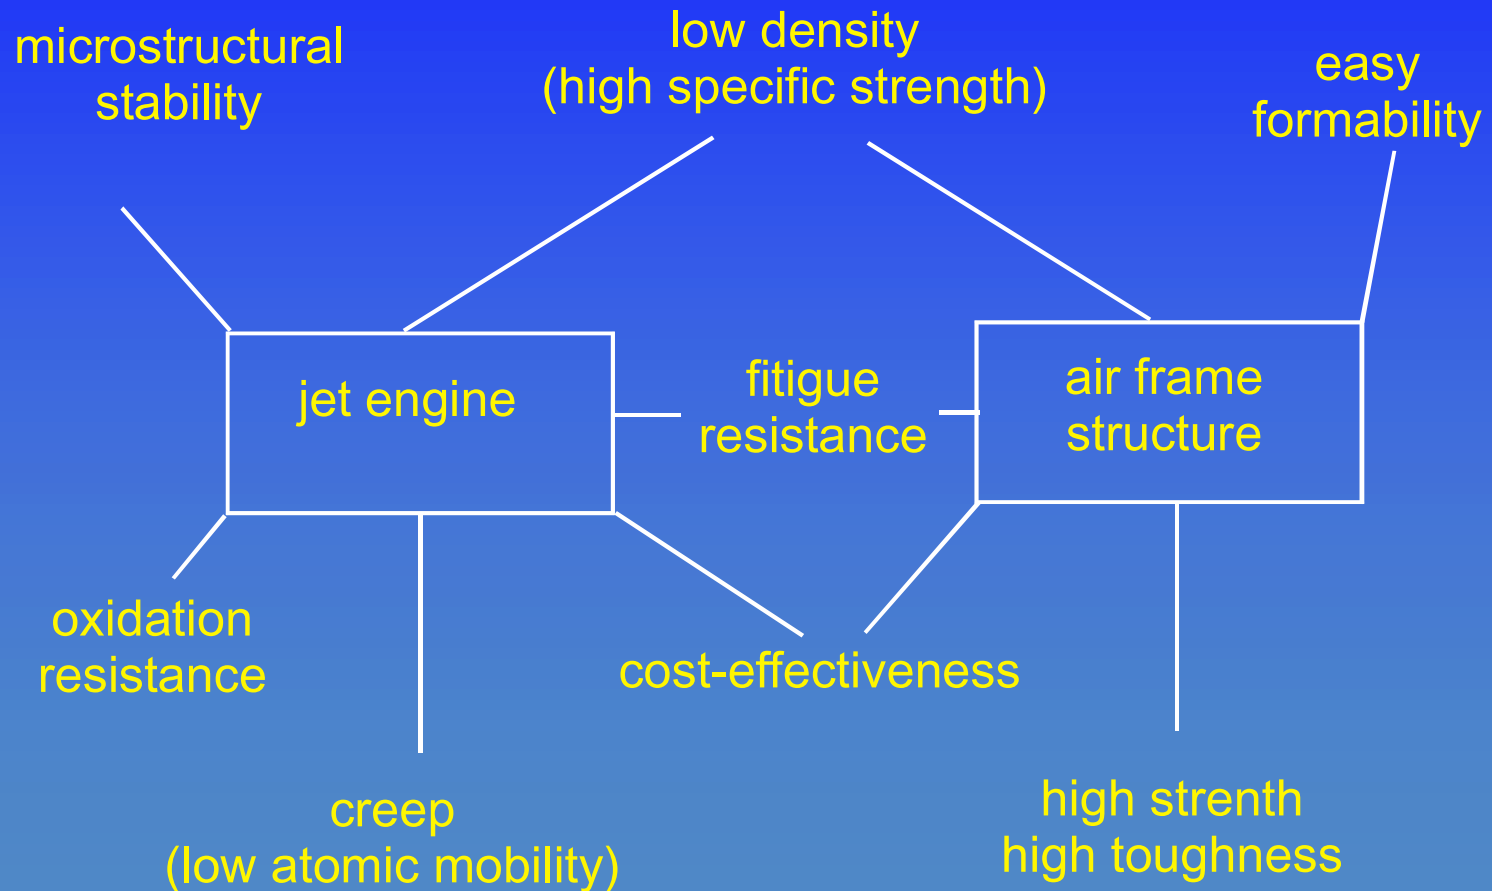 microstructural
stability
low density
(high specific strength)
easy
formability
jet engine
fitigue
resistance
air frame
structure
oxidation
resistance
cost-effectiveness
creep
(low atomic mobility)
high strenth
high toughness